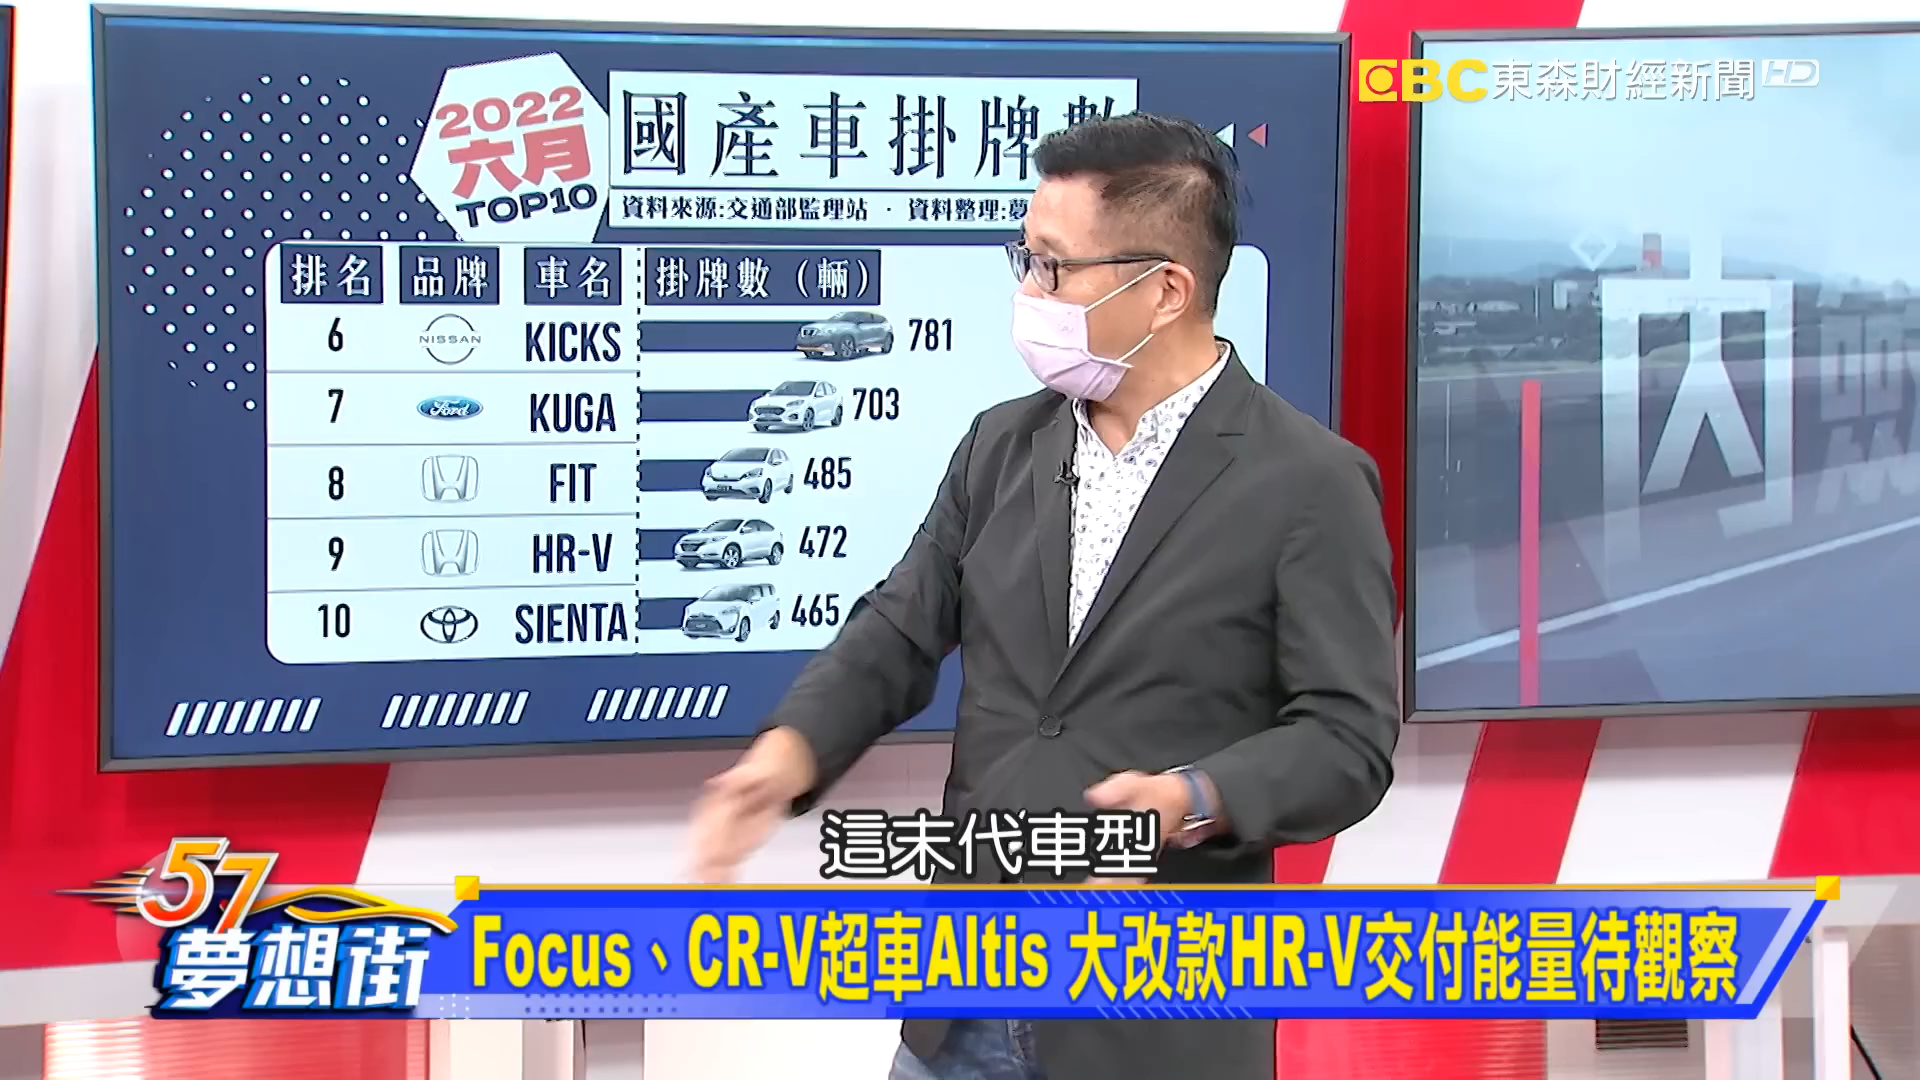 EBC東森財經新聞HD
2022
六月
TOP10
國產車掛牌數
資料來源:交通部監理站 · 資料整理:夢
排名 品牌 車名 掛牌數（輛）
6 NISSAN KICKS 781
7 Ford KUGA 703
8 FIT 485
9 HR-V 472
10 SIENTA 465
這末代車型
57夢想街
Focus、CR-V超車Altis 大改款HR-V交付能量待觀察